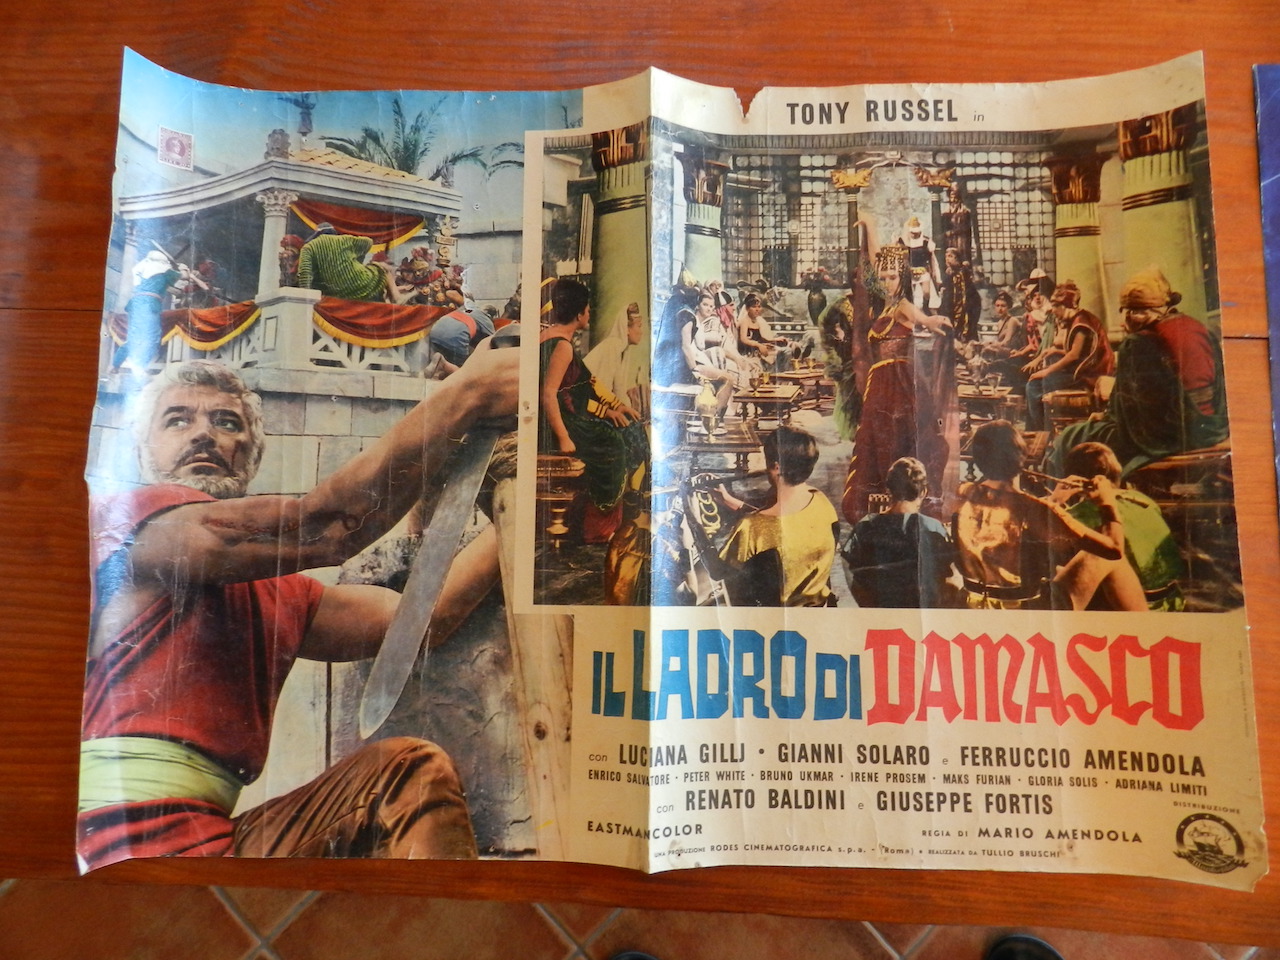 TONY RUSSEL in
IL LADRO DI DAMASCO
con LUCIANA GILLJ · GIANNI SOLARO e FERRUCCIO AMENDOLA
ENRICO SALVATORE · PETER WHITE · BRUNO UKMAR · IRENE PROSEM · MAKS FURIAN · GLORIA SOLIS · ADRIANA LIMITI
con RENATO BALDINI e GIUSEPPE FORTIS
DISTRIBUZIONE
EASTMANCOLOR
REGIA DI MARIO AMENDOLA
UNA PRODUZIONE RODES CINEMATOGRAFICA s.p.a. - (Roma) • REALIZZATA DA TULLIO BRUSCHI